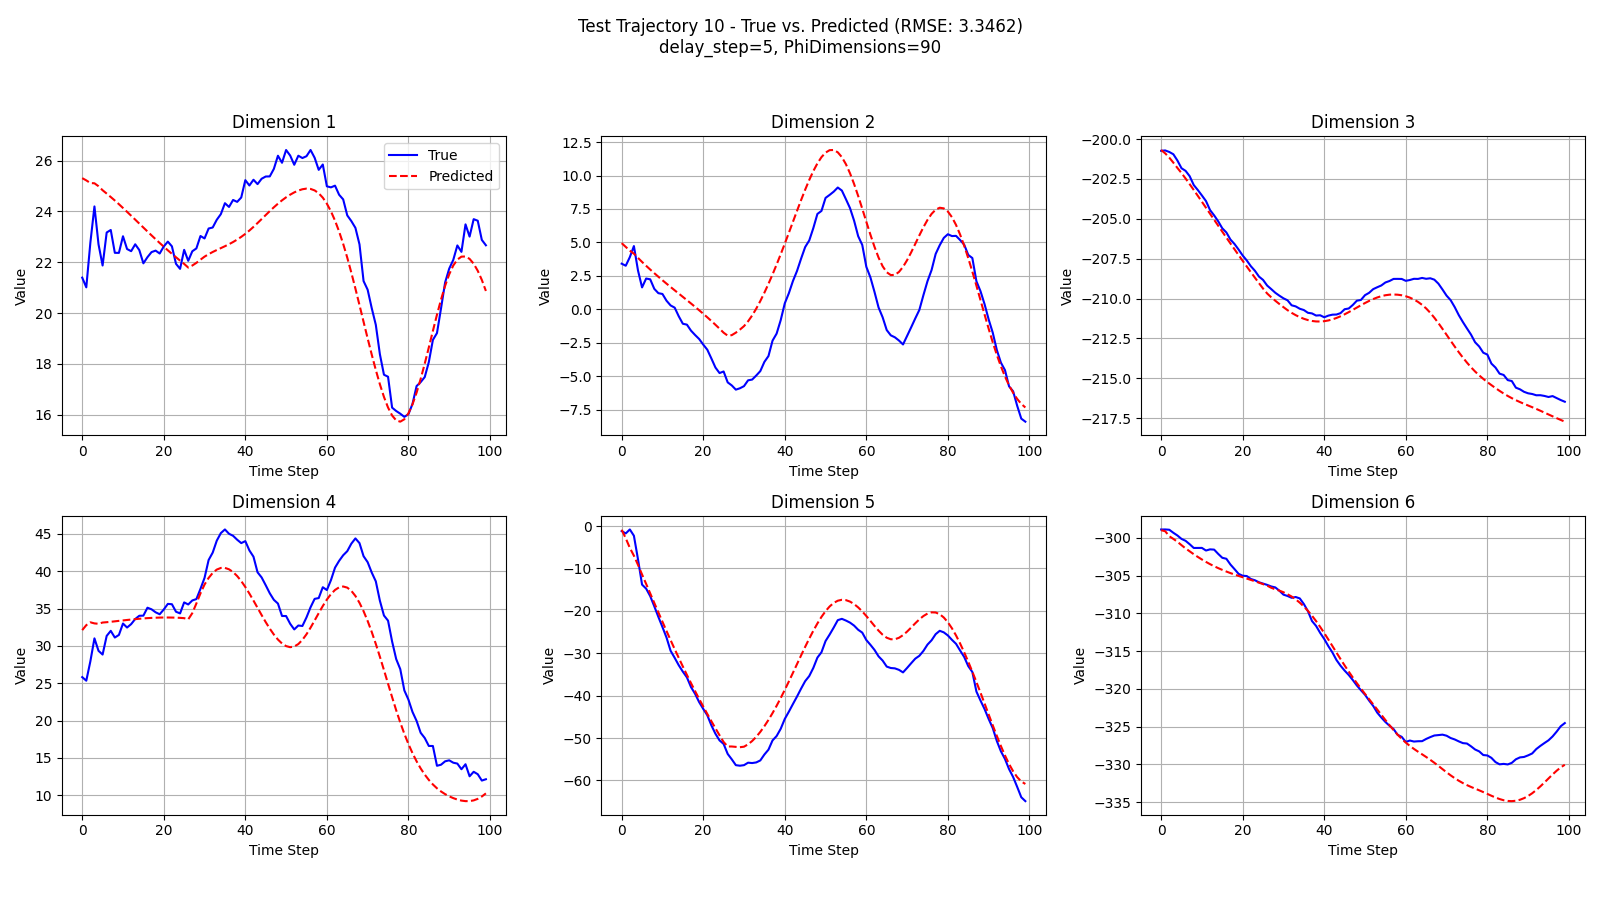 Test Trajectory 10 - True vs. Predicted (RMSE: 3.3462)
delay_step=5, PhiDimensions=90
Dimension 1
Value
26
24
22
20
18
16
0 20 40 60 80 100
Time Step
True
Predicted
Dimension 2
Value
12.5
10.0
7.5
5.0
2.5
0.0
−2.5
−5.0
−7.5
0 20 40 60 80 100
Time Step
Dimension 3
Value
−200.0
−202.5
−205.0
−207.5
−210.0
−212.5
−215.0
−217.5
0 20 40 60 80 100
Time Step
Dimension 4
Value
45
40
35
30
25
20
15
10
0 20 40 60 80 100
Time Step
Dimension 5
Value
0
−10
−20
−30
−40
−50
−60
0 20 40 60 80 100
Time Step
Dimension 6
Value
−300
−305
−310
−315
−320
−325
−330
−335
0 20 40 60 80 100
Time Step